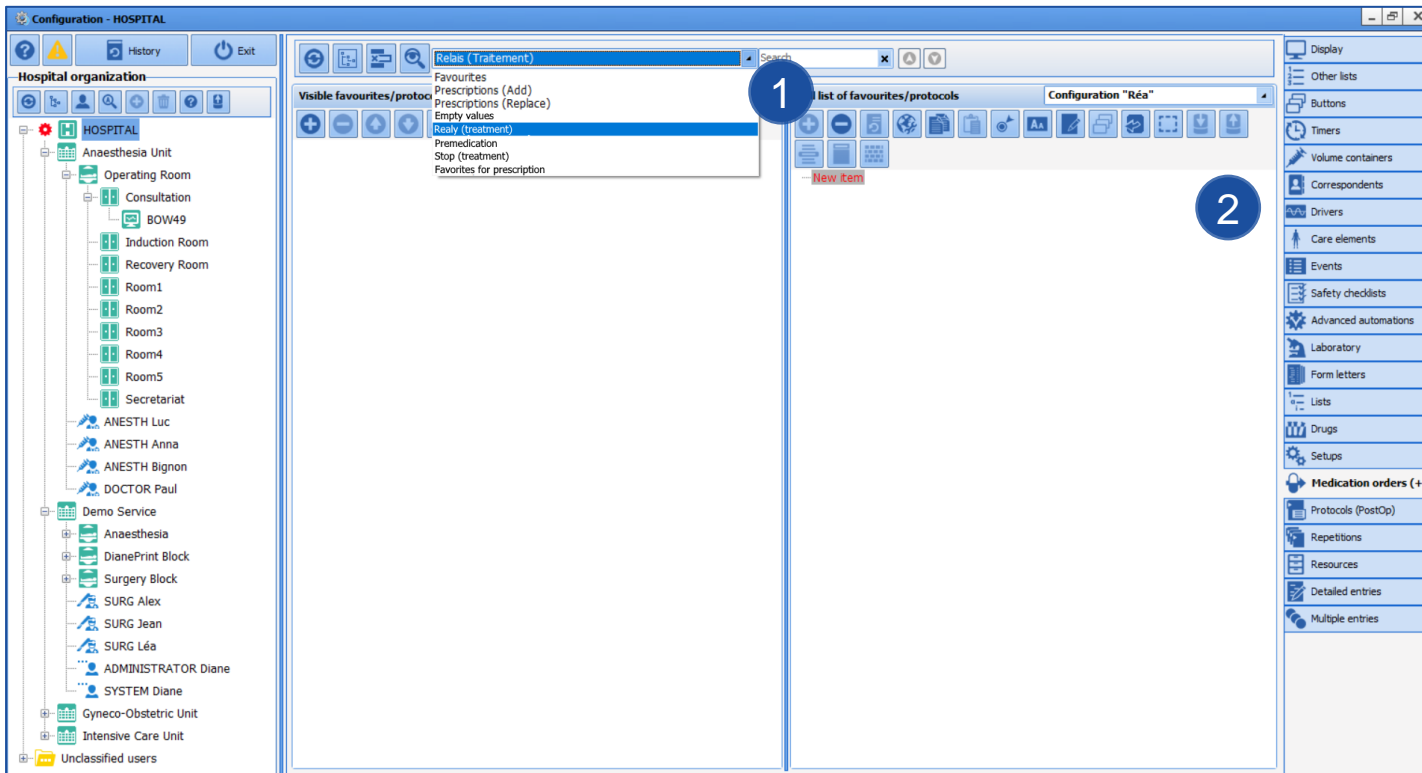 Configuration - HOSPITAL
History
Exit
Hospital organization
HOSPITAL
Anaesthesia Unit
Operating Room
Consultation
BOW49
Induction Room
Recovery Room
Room1
Room2
Room3
Room4
Room5
Secretariat
ANESTH Luc
ANESTH Anna
ANESTH Bignon
DOCTOR Paul
Demo Service
Anaesthesia
DianePrint Block
Surgery Block
SURG Alex
SURG Jean
SURG Léa
ADMINISTRATOR Diane
SYSTEM Diane
Gyneco-Obstetric Unit
Intensive Care Unit
Unclassified users
Relais (Traitement)
Search
Favourites
Prescriptions (Add)
Prescriptions (Replace)
Empty values
Realy (treatment)
Premedication
Stop (treatment)
Favorites for prescription
1
Visible favourites/protoc
list of favourites/protocols
Configuration "Réa"
AA
New item
2
Display
Other lists
Buttons
Timers
Volume containers
Correspondents
Drivers
Care elements
Events
Safety checklists
Advanced automations
Laboratory
Form letters
Lists
Drugs
Setups
Medication orders (+
Protocols (PostOp)
Repetitions
Resources
Detailed entries
Multiple entries